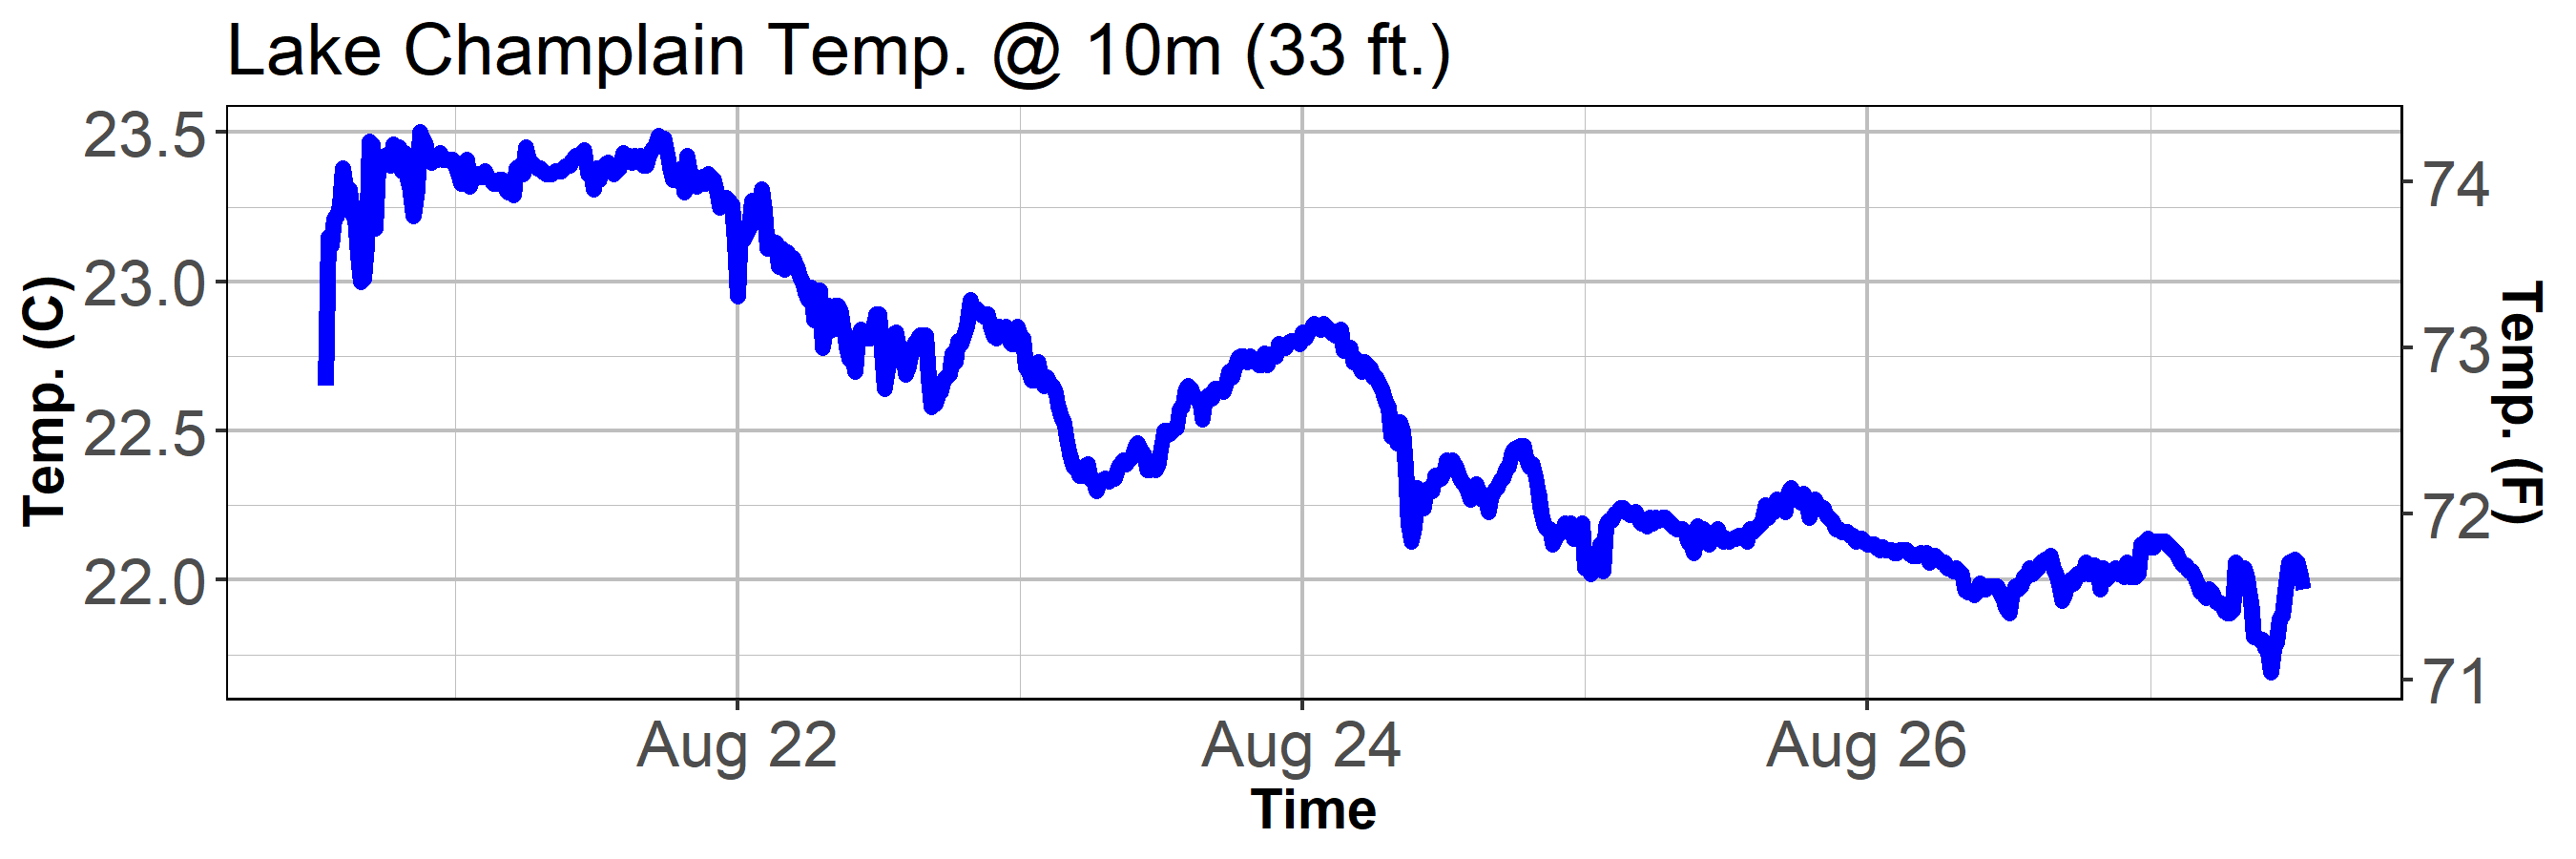 Lake Champlain Temp. @ 10m (33 ft.)
Temp. (C)
23.5
23.0
22.5
22.0
74
73
72
71
Temp. (F)
Aug 22 Aug 24 Aug 26
Time